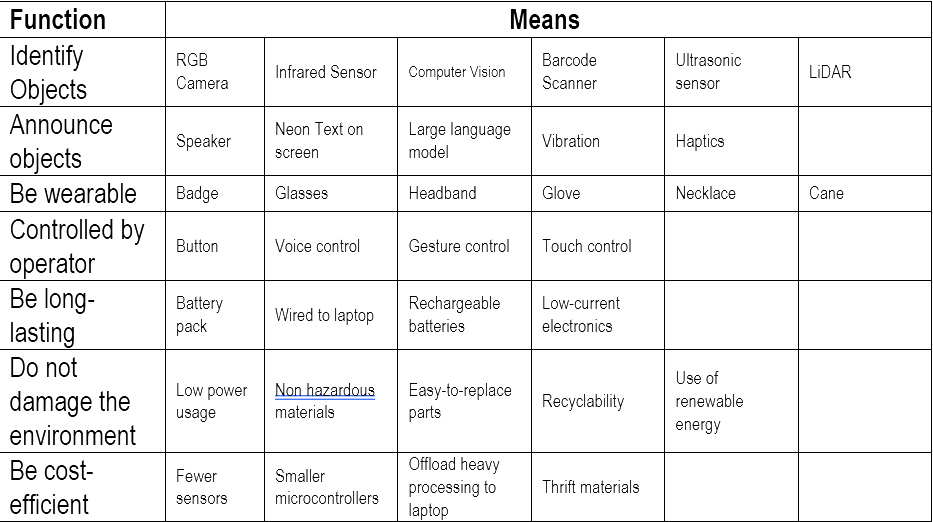 Function Means
Identify Objects
RGB Camera
Infrared Sensor
Computer Vision
Barcode Scanner
Ultrasonic sensor
LiDAR
Announce objects
Speaker
Neon Text on screen
Large language model
Vibration
Haptics
Be wearable
Badge
Glasses
Headband
Glove
Necklace
Cane
Controlled by operator
Button
Voice control
Gesture control
Touch control
Be long-lasting
Battery pack
Wired to laptop
Rechargeable batteries
Low-current electronics
Do not damage the environment
Low power usage
Non hazardous materials
Easy-to-replace parts
Recyclability
Use of renewable energy
Be cost-efficient
Fewer sensors
Smaller microcontrollers
Offload heavy processing to laptop
Thrift materials